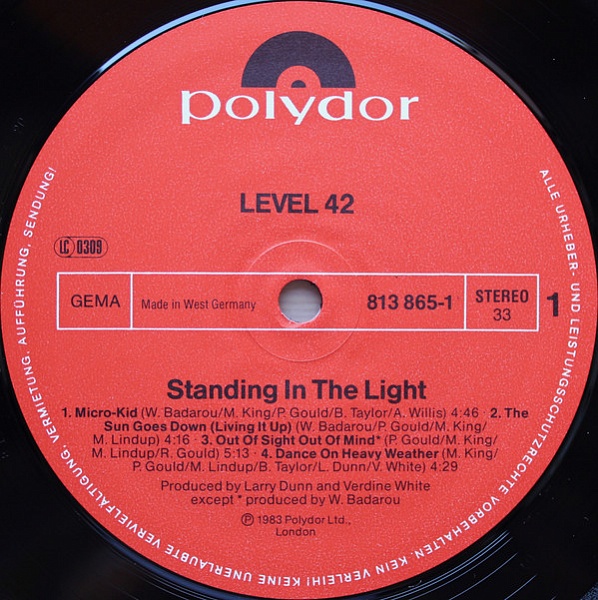 polydor
LEVEL 42
LC 0309
GEMA
Made in West Germany
813 865-1
STEREO
33
1
Standing In The Light
1. Micro-Kid (W. Badarou/M. King/P. Gould/B. Taylor/A. Willis) 4:46 · 2. The
Sun Goes Down (Living It Up) (W. Badarou/P. Gould/M. King/
M. Lindup) 4:16 · 3. Out Of Sight Out Of Mind* (P. Gould/M. King/
M. Lindup/R. Gould) 5:13 · 4. Dance On Heavy Weather (M. King/
P. Gould/M. Lindup/B. Taylor/L. Dunn/V. White) 4:29
Produced by Larry Dunn and Verdine White
except * produced by W. Badarou
Ⓟ 1983 Polydor Ltd.,
London
ALLE URHEBER- UND LEISTUNGSSCHUTZRECHTE VORBEHALTEN. KEIN VERLEIH! KEINE UNERLAUBTE VERVIELFÄLTIGUNG, VERMIETUNG, AUFFÜHRUNG, SENDUNG!